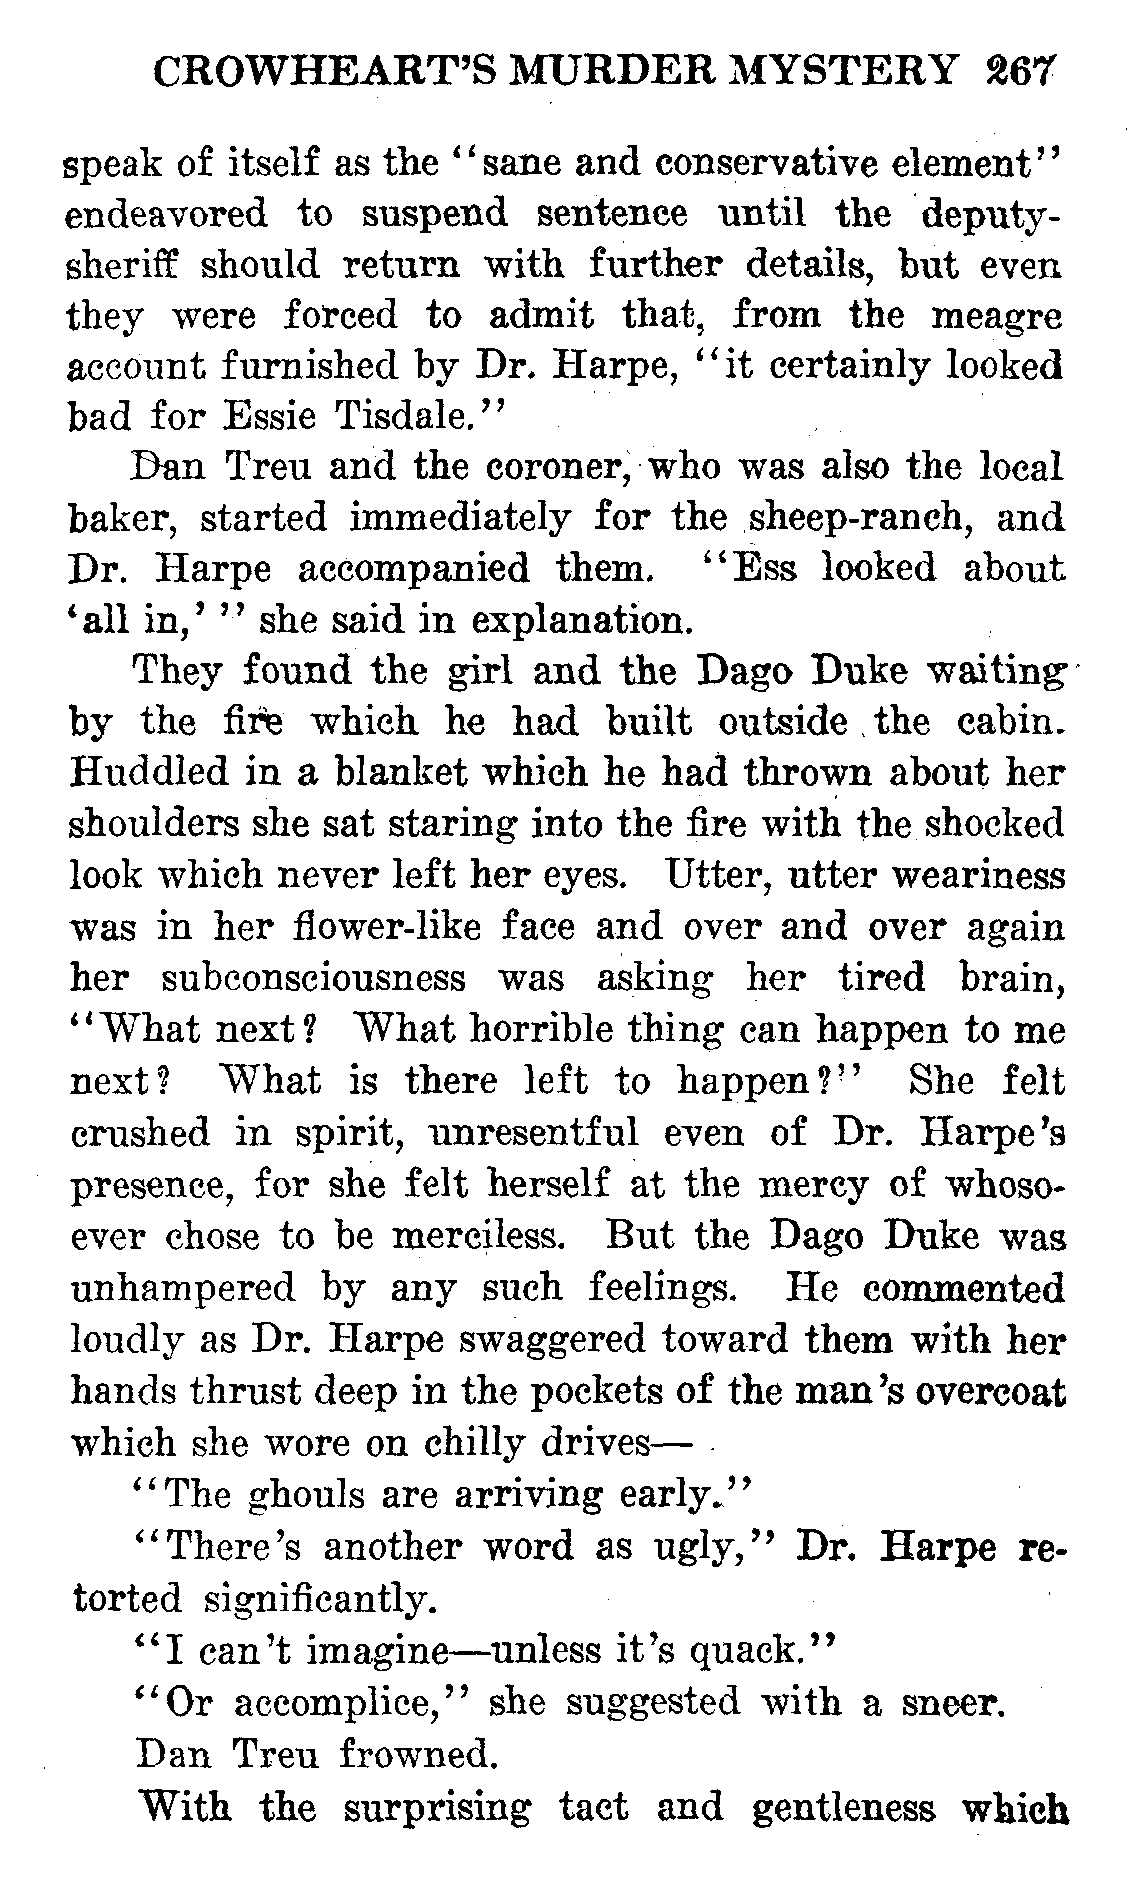 CROWHEART'S MURDER MYSTERY 267
speak of itself as the "sane and conservative element"
endeavored to suspend sentence until the deputy-
sheriff should return with further details, but even
they were forced to admit that, from the meagre
account furnished by Dr. Harpe, "it certainly looked
bad for Essie Tisdale."
Dan Treu and the coroner, who was also the local
baker, started immediately for the sheep-ranch, and
Dr. Harpe accompanied them. "Ess looked about
'all in,' " she said in explanation.
They found the girl and the Dago Duke waiting
by the fire which he had built outside the cabin.
Huddled in a blanket which he had thrown about her
shoulders she sat staring into the fire with the shocked
look which never left her eyes. Utter, utter weariness
was in her flower-like face and over and over again
her subconsciousness was asking her tired brain,
"What next? What horrible thing can happen to me
next? What is there left to happen?" She felt
crushed in spirit, unresentful even of Dr. Harpe's
presence, for she felt herself at the mercy of whoso-
ever chose to be merciless. But the Dago Duke was
unhampered by any such feelings. He commented
loudly as Dr. Harpe swaggered toward them with her
hands thrust deep in the pockets of the man's overcoat
which she wore on chilly drives—
"The ghouls are arriving early."
"There's another word as ugly," Dr. Harpe re-
torted significantly.
"I can't imagine—unless it's quack."
"Or accomplice," she suggested with a sneer.
Dan Treu frowned.
With the surprising tact and gentleness which